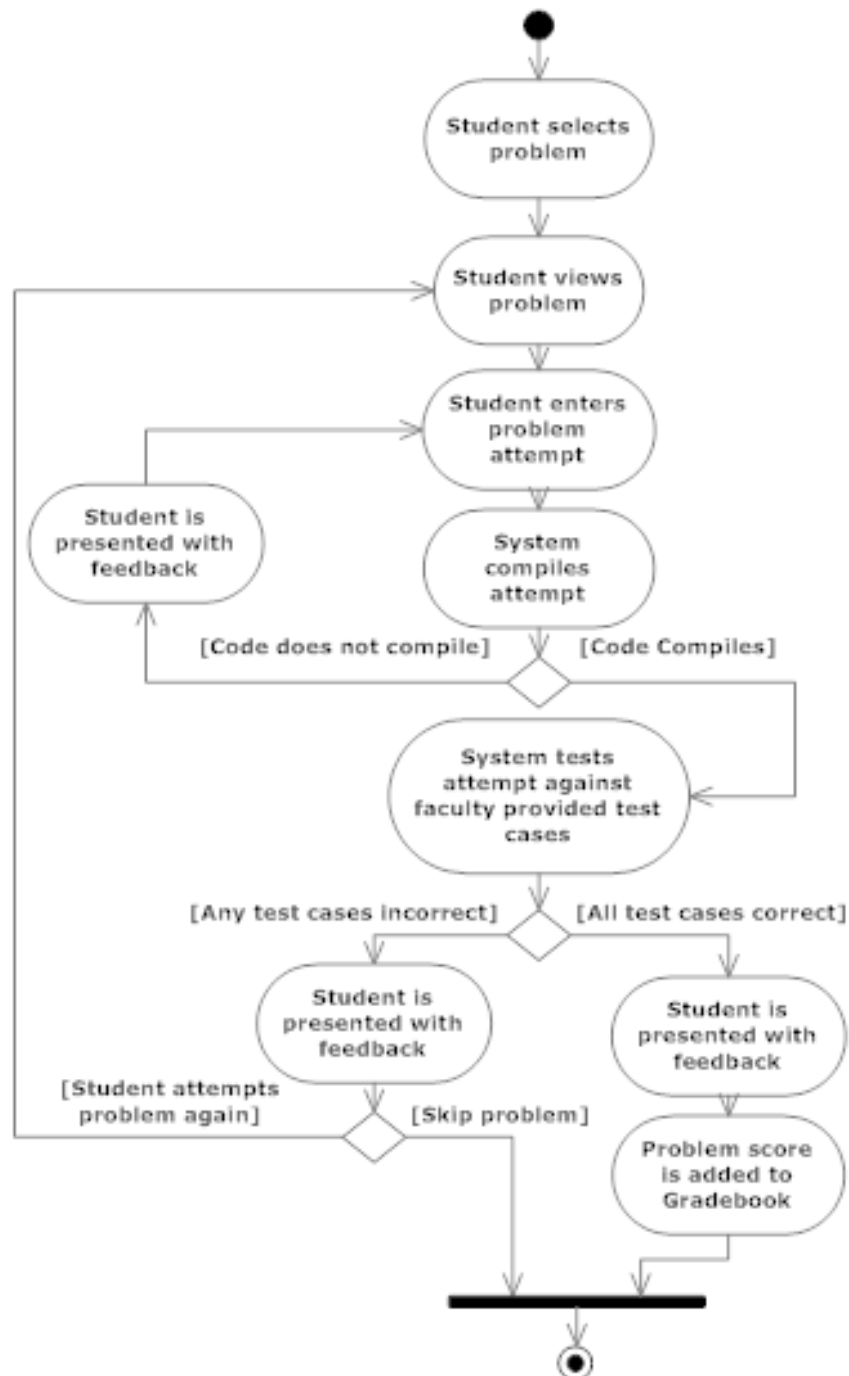 Student selects
problem
Student views
problem
Student enters
problem
attempt
Student is
presented with
feedback
System
compiles
attempt
[Code does not compile]
[Code Compiles]
System tests
attempt against
faculty provided test
cases
[Any test cases incorrect]
[All test cases correct]
Student is
presented with
feedback
Student is
presented with
feedback
[Student attempts
problem again]
[Skip problem]
Problem score
is added to
Gradebook